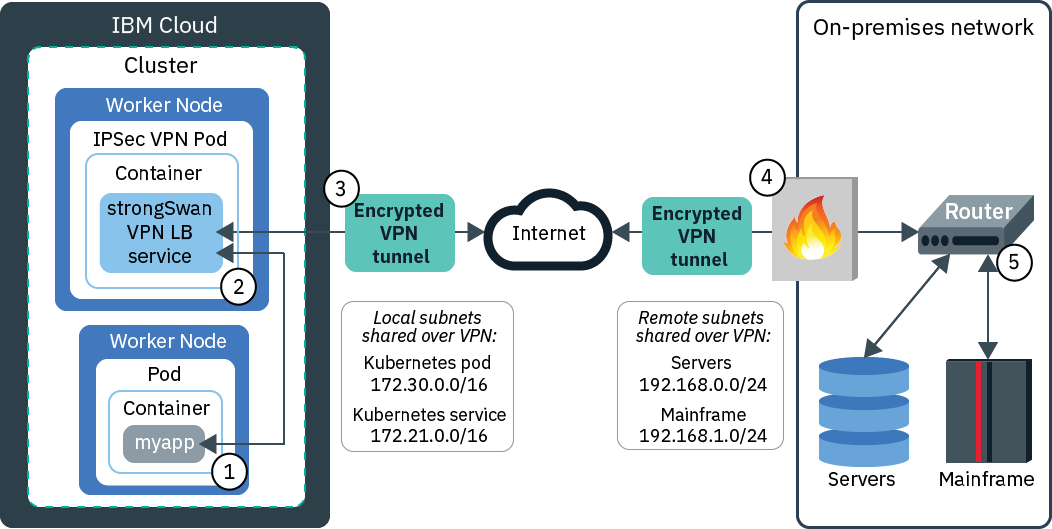 IBM Cloud
Cluster
Worker Node
IPSec VPN Pod
Container
strongSwan
VPN LB
service
2
Worker Node
Pod
Container
myapp
1
3
Encrypted
VPN
tunnel
Internet
Encrypted
VPN
tunnel
4
Local subnets
shared over VPN:
Kubernetes pod
172.30.0.0/16
Kubernetes service
172.21.0.0/16
Remote subnets
shared over VPN:
Servers
192.168.0.0/24
Mainframe
192.168.1.0/24
On-premises network
Router
5
Servers
Mainframe